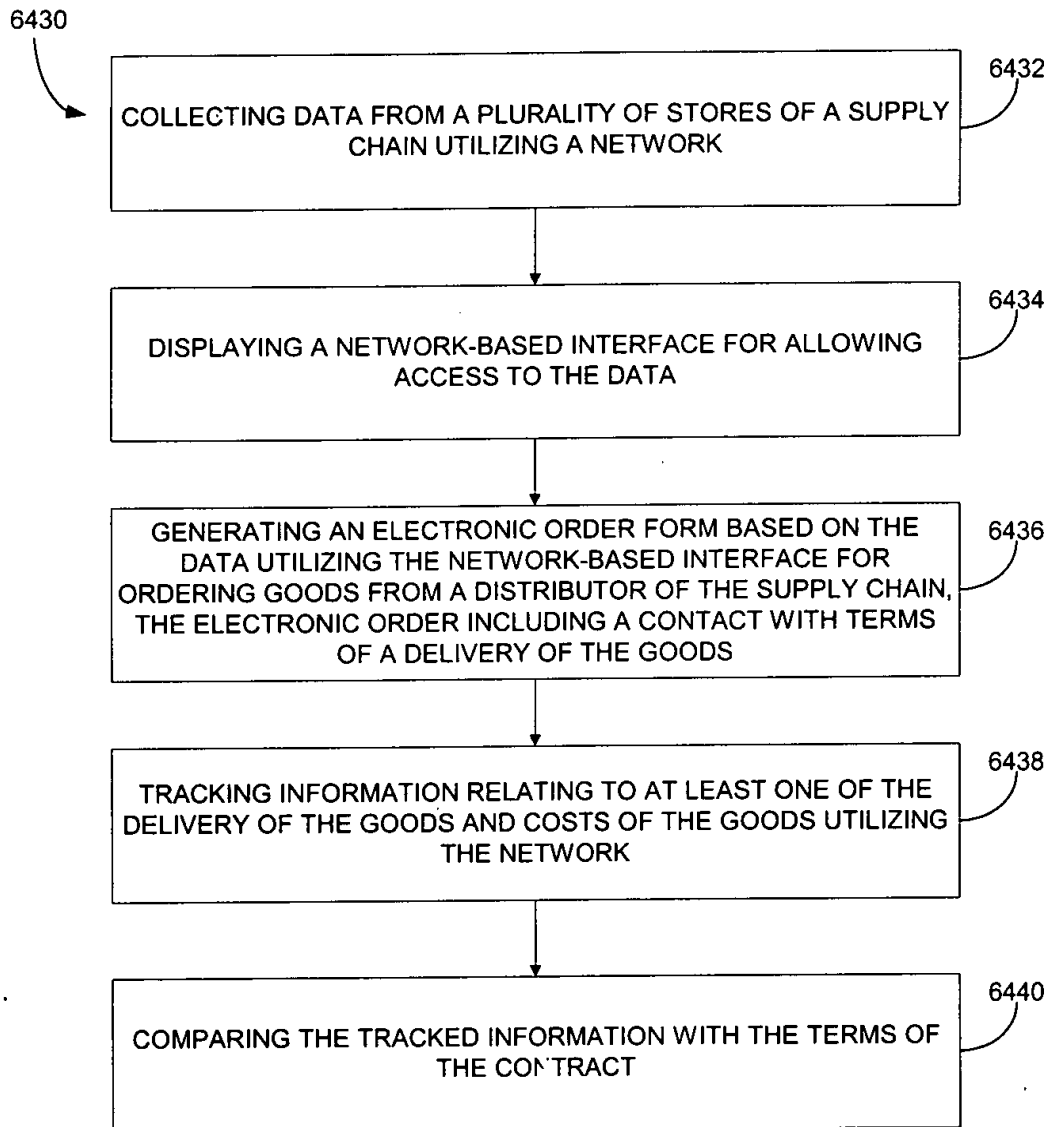 6430
6432
COLLECTING DATA FROM A PLURALITY OF STORES OF A SUPPLY
CHAIN UTILIZING A NETWORK
6434
DISPLAYING A NETWORK-BASED INTERFACE FOR ALLOWING
ACCESS TO THE DATA
6436
GENERATING AN ELECTRONIC ORDER FORM BASED ON THE
DATA UTILIZING THE NETWORK-BASED INTERFACE FOR
ORDERING GOODS FROM A DISTRIBUTOR OF THE SUPPLY CHAIN,
THE ELECTRONIC ORDER INCLUDING A CONTACT WITH TERMS
OF A DELIVERY OF THE GOODS
6438
TRACKING INFORMATION RELATING TO AT LEAST ONE OF THE
DELIVERY OF THE GOODS AND COSTS OF THE GOODS UTILIZING
THE NETWORK
6440
COMPARING THE TRACKED INFORMATION WITH THE TERMS OF
THE CONTRACT